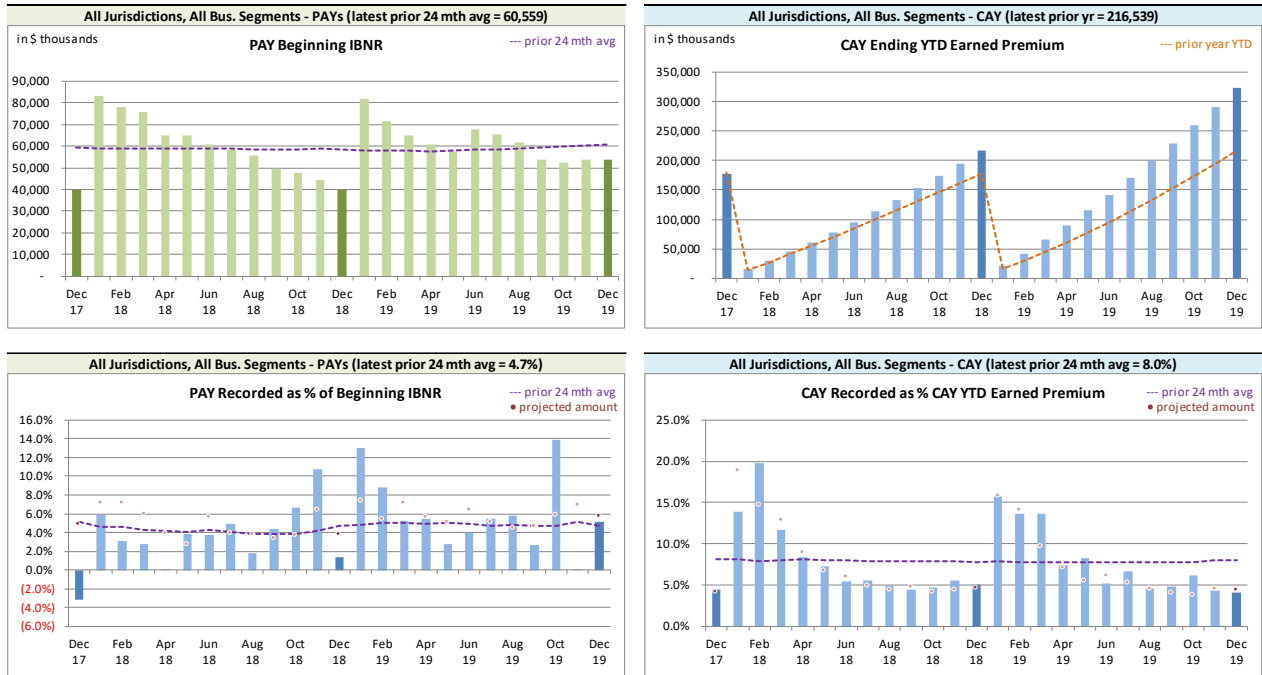 All Jurisdictions, All Bus. Segments - PAYs (latest prior 24 mth avg = 60,559)
in $ thousands
PAY Beginning IBNR
--- prior 24 mth avg
90,000
80,000
70,000
60,000
50,000
40,000
30,000
20,000
10,000
-
Dec Feb Apr Jun Aug Oct Dec Feb Apr Jun Aug Oct Dec
17 18 18 18 18 18 18 19 19 19 19 19 19
All Jurisdictions, All Bus. Segments - CAY (latest prior yr = 216,539)
in $ thousands
CAY Ending YTD Earned Premium
--- prior year YTD
350,000
300,000
250,000
200,000
150,000
100,000
50,000
-
Dec Feb Apr Jun Aug Oct Dec Feb Apr Jun Aug Oct Dec
17 18 18 18 18 18 18 19 19 19 19 19 19
All Jurisdictions, All Bus. Segments - PAYs (latest prior 24 mth avg = 4.7%)
PAY Recorded as % of Beginning IBNR
--- prior 24 mth avg
• projected amount
16.0%
14.0%
12.0%
10.0%
8.0%
6.0%
4.0%
2.0%
0.0%
(2.0%)
(4.0%)
(6.0%)
Dec Feb Apr Jun Aug Oct Dec Feb Apr Jun Aug Oct Dec
17 18 18 18 18 18 18 19 19 19 19 19 19
All Jurisdictions, All Bus. Segments - CAY (latest prior 24 mth avg = 8.0%)
CAY Recorded as % CAY YTD Earned Premium
--- prior 24 mth avg
• projected amount
25.0%
20.0%
15.0%
10.0%
5.0%
0.0%
Dec Feb Apr Jun Aug Oct Dec Feb Apr Jun Aug Oct Dec
17 18 18 18 18 18 18 19 19 19 19 19 19